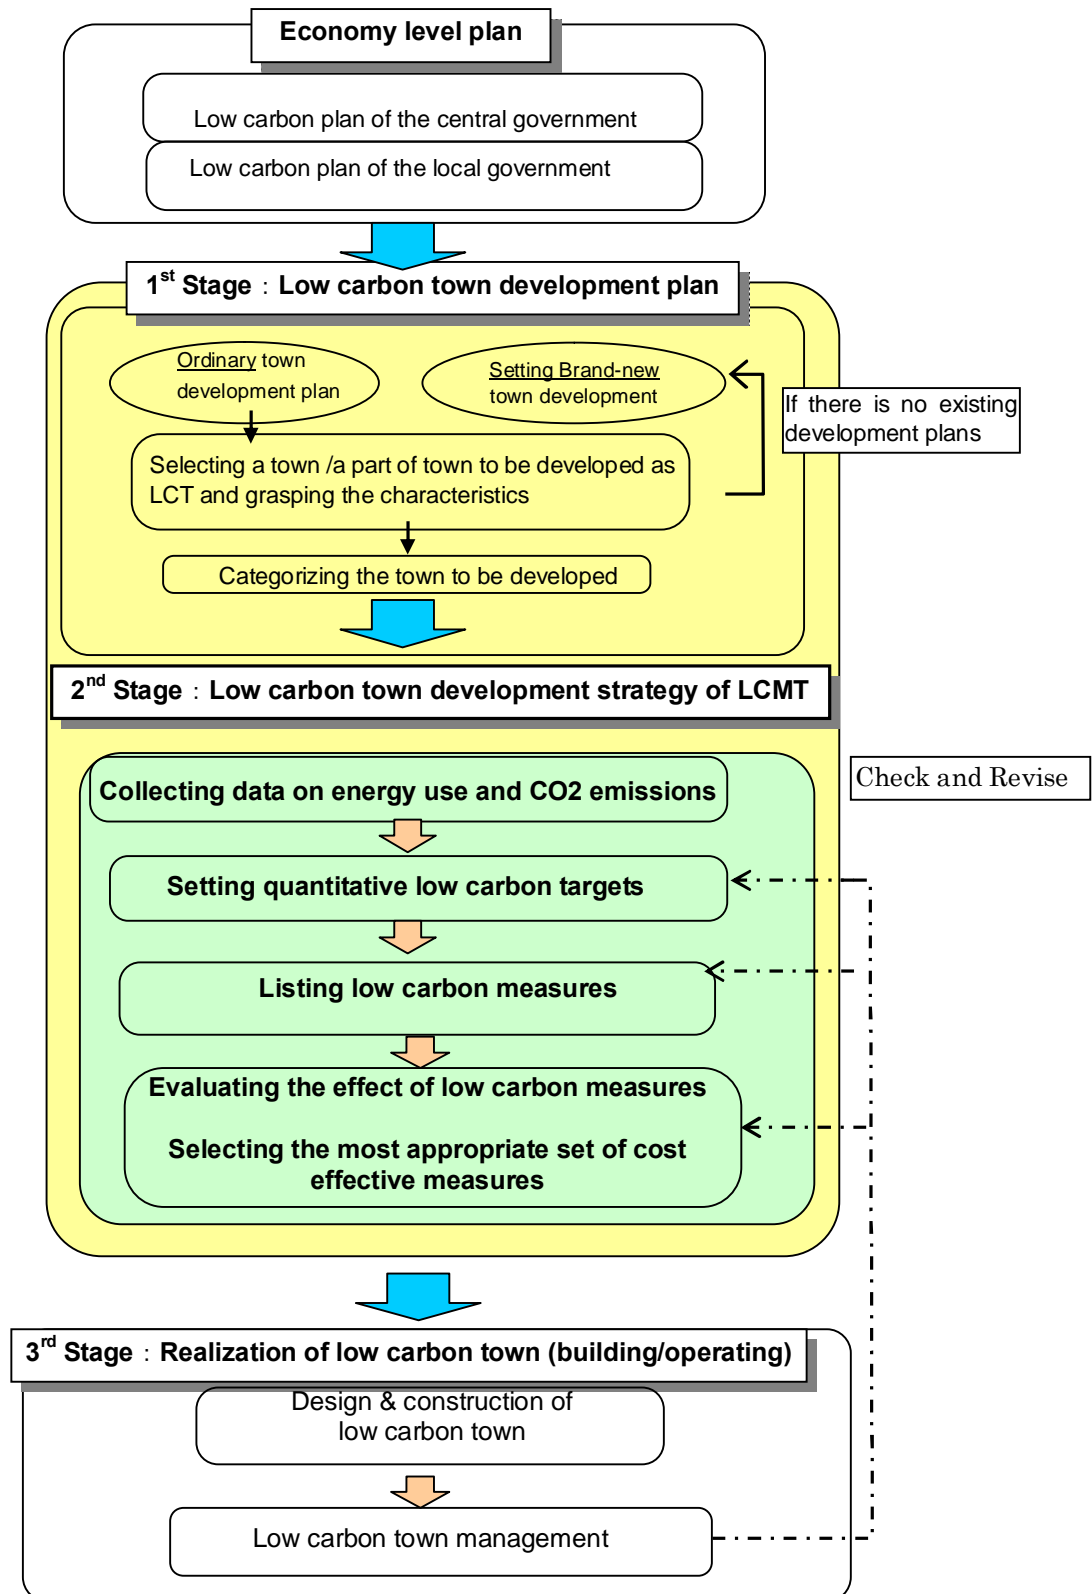 Economy level plan
Low carbon plan of the central government
Low carbon plan of the local government
1st Stage : Low carbon town development plan
Ordinary town
development plan
Setting Brand-new
town development
If there is no existing
development plans
Selecting a town /a part of town to be developed as
LCT and grasping the characteristics
Categorizing the town to be developed
2nd Stage : Low carbon town development strategy of LCMT
Check and Revise
Collecting data on energy use and CO2 emissions
Setting quantitative low carbon targets
Listing low carbon measures
Evaluating the effect of low carbon measures
Selecting the most appropriate set of cost
effective measures
3rd Stage : Realization of low carbon town (building/operating)
Design & construction of
low carbon town
Low carbon town management